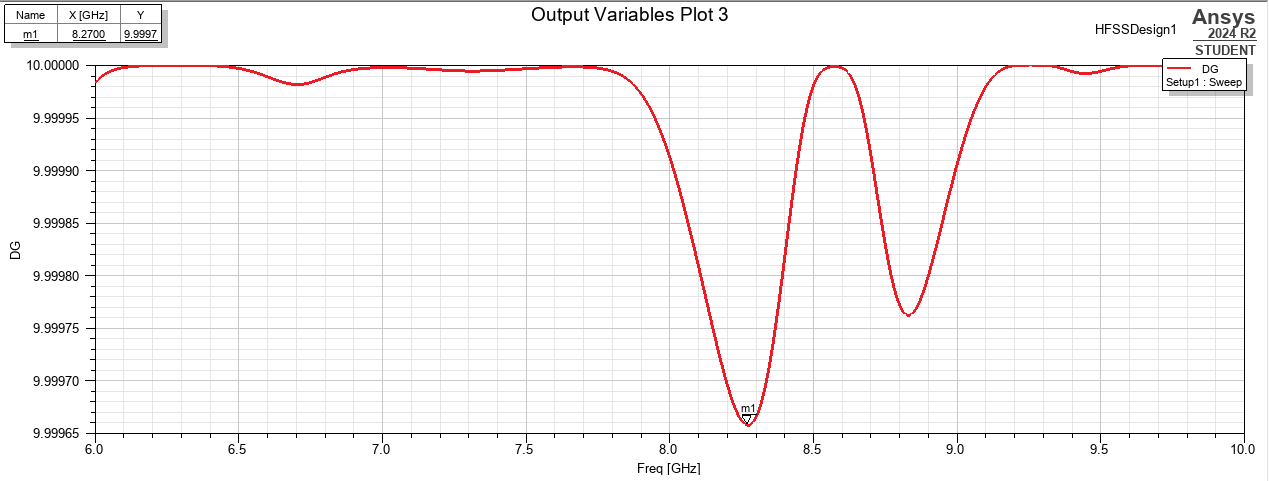 Output Variables Plot 3
Name X [GHz] Y
m1 8.2700 9.9997
HFSSDesign1
Ansys
2024 R2
STUDENT
DG
Setup1 : Sweep
10.00000
9.99995
9.99990
9.99985
9.99980
9.99975
9.99970
9.99965
DG
m1
6.0 6.5 7.0 7.5 8.0 8.5 9.0 9.5 10.0
Freq [GHz]